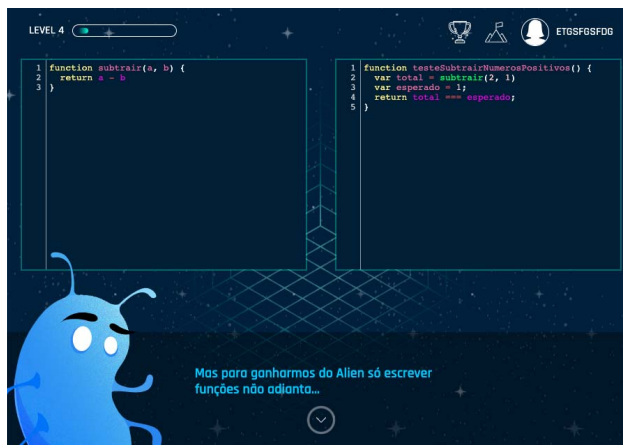 LEVEL 4
ETGSFGSFDG
1 function subtrair(a, b) {
2 return a - b
3 }
1 function testeSubtrairNumerosPositivos() {
2 var total = subtrair(2, 1)
3 var esperado = 1;
4 return total === esperado;
5 }
Mas para ganharmos do Alien só escrever
funções não adianta...